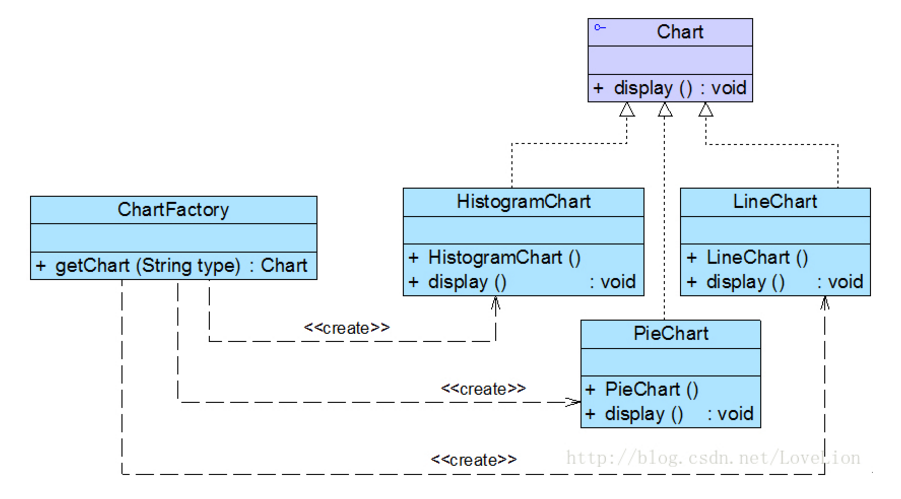 Chart
+ display () : void
ChartFactory
+ getChart (String type) : Chart
HistogramChart
+ HistogramChart ()
+ display () : void
LineChart
+ LineChart ()
+ display () : void
<<create>>
PieChart
+ PieChart ()
+ display () : void
<<create>>
<<create>>
http://blog.csdn.net/LoveLion